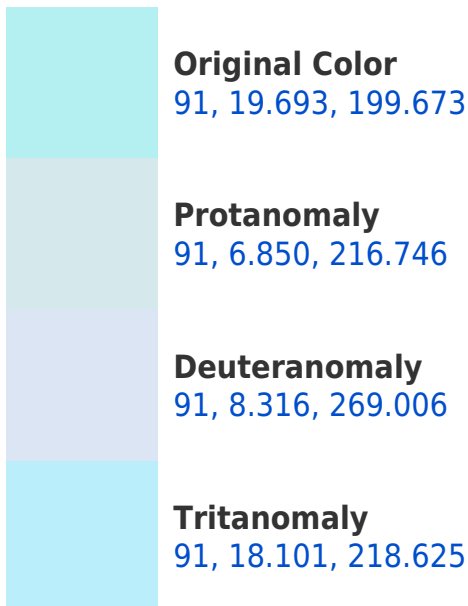 Original Color
91, 19.693, 199.673
Protanomaly
91, 6.850, 216.746
Deuteranomaly
91, 8.316, 269.006
Tritanomaly
91, 18.101, 218.625